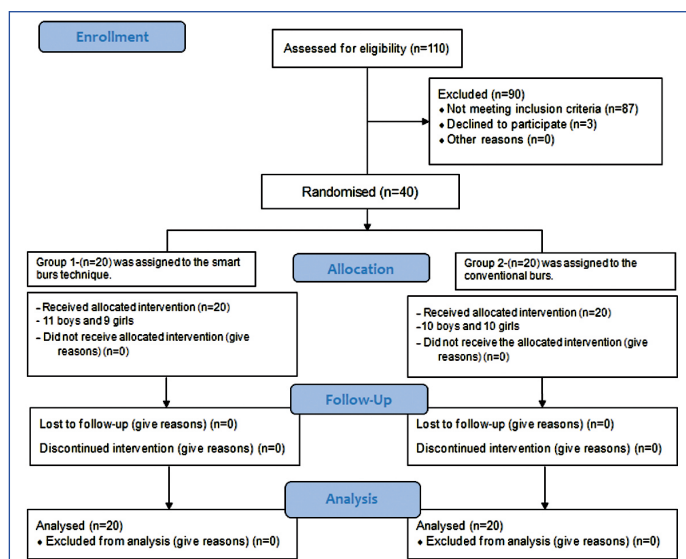 Enrollment
Assessed for eligibility (n=110)
Excluded (n=90)
♦ Not meeting inclusion criteria (n=87)
♦ Declined to participate (n=3)
♦ Other reasons (n=0)
Randomised (n=40)
Group 1-(n=20) was assigned to the smart
burs technique.
Allocation
Group 2-(n=20) was assigned to the
conventional burs.
– Received allocated intervention (n=20)
- 11 boys and 9 girls
– Did not receive allocated intervention (give
reasons) (n=0)
– Received allocated intervention (n=20)
-10 boys and 10 girls
– Did not receive the allocated intervention (give
reasons) (n=0)
Follow-Up
Lost to follow-up (give reasons) (n=0)
Discontinued intervention (give reasons) (n=0)
Lost to follow-up (give reasons) (n=0)
Discontinued intervention (give reasons) (n=0)
Analysis
Analysed (n=20)
♦ Excluded from analysis (give reasons) (n=0)
Analysed (n=20)
♦ Excluded from analysis (give reasons) (n=0)